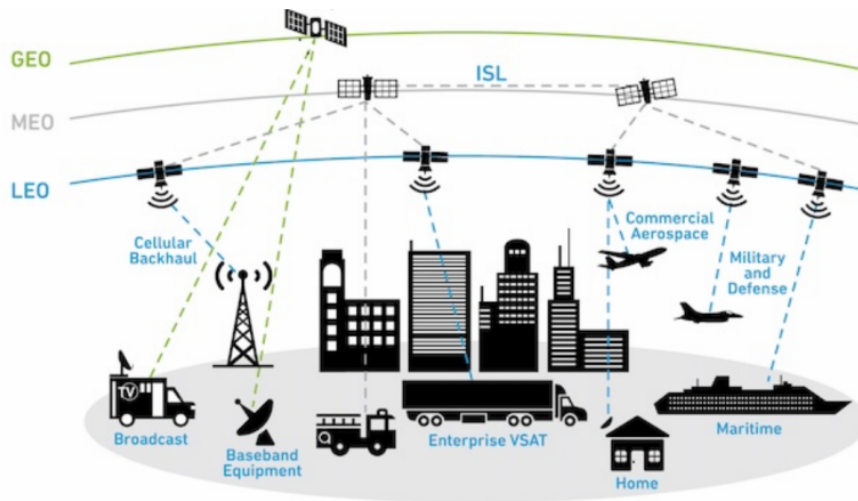 GEO
ISL
MEO
LEO
Cellular
Backhaul
Commercial
Aerospace
Military
and
Defense
TV
Broadcast
Baseband
Equipment
Enterprise VSAT
Home
Maritime